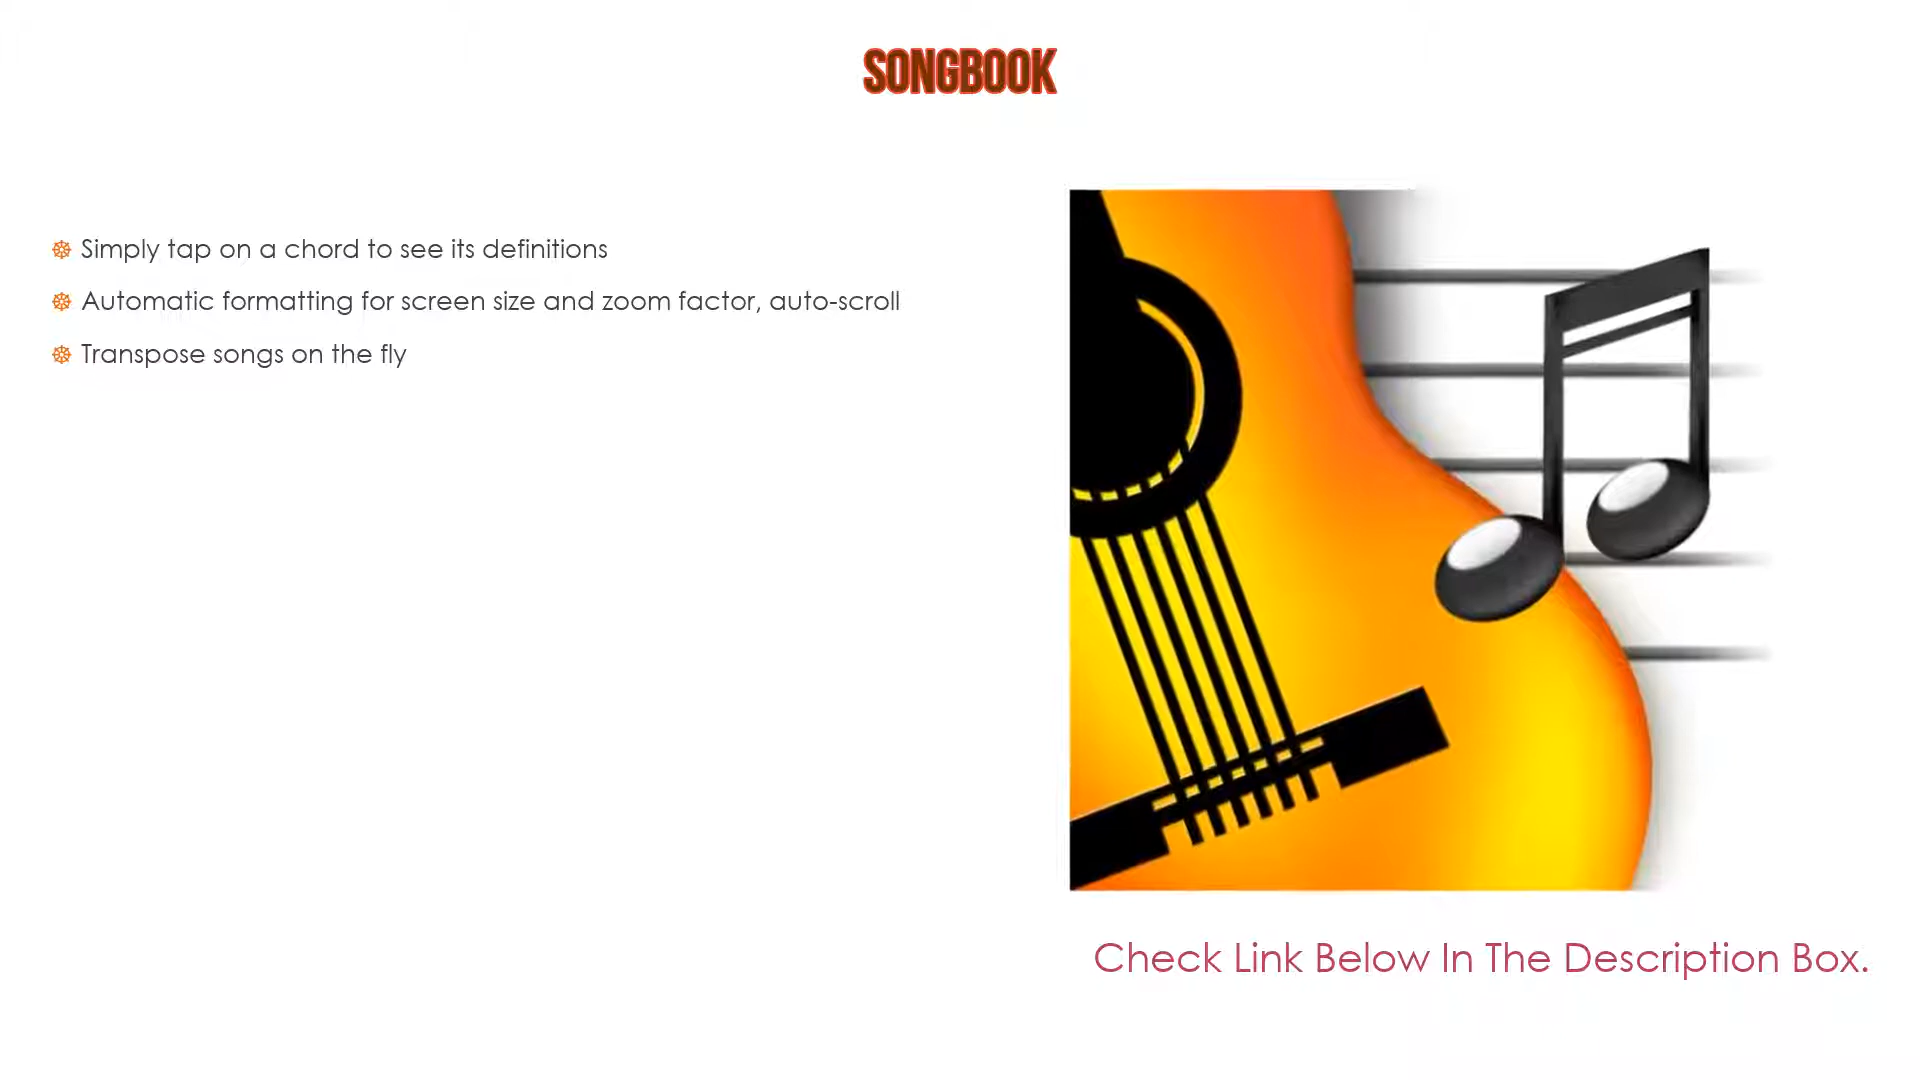 SONGBOOK
Simply tap on a chord to see its definitions
Automatic formatting for screen size and zoom factor, auto-scroll
Transpose songs on the fly
Check Link Below In The Description Box.